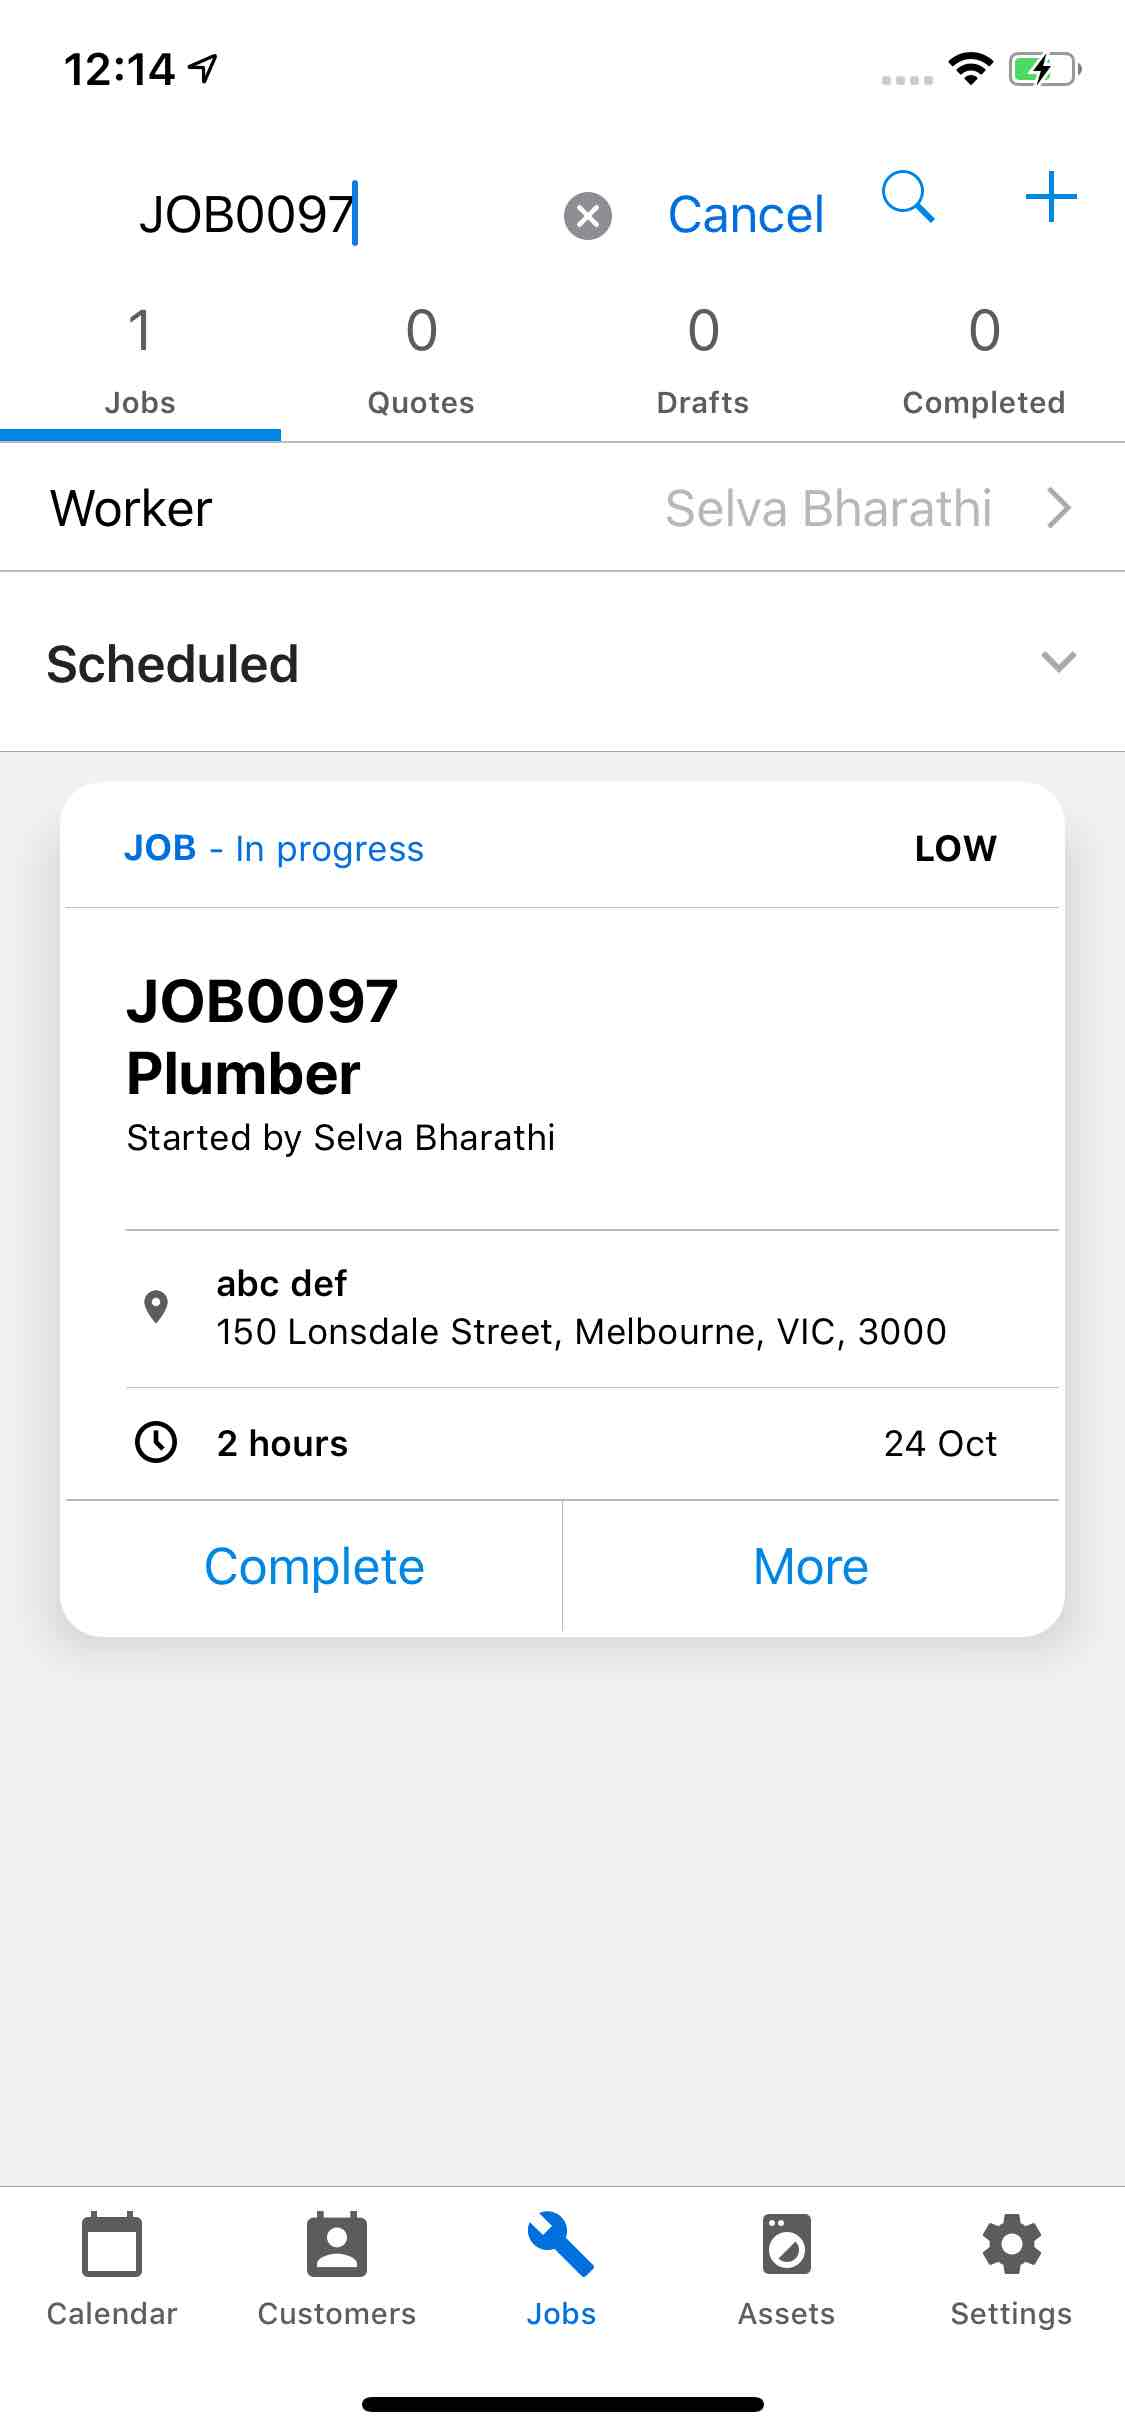 12:14
JOB0097
Cancel
1
0
0
0
Jobs
Quotes
Drafts
Completed
Worker
Selva Bharathi
Scheduled
JOB - In progress
LOW
JOB0097
Plumber
Started by Selva Bharathi
abc def
150 Lonsdale Street, Melbourne, VIC, 3000
2 hours
24 Oct
Complete
More
Calendar
Customers
Jobs
Assets
Settings